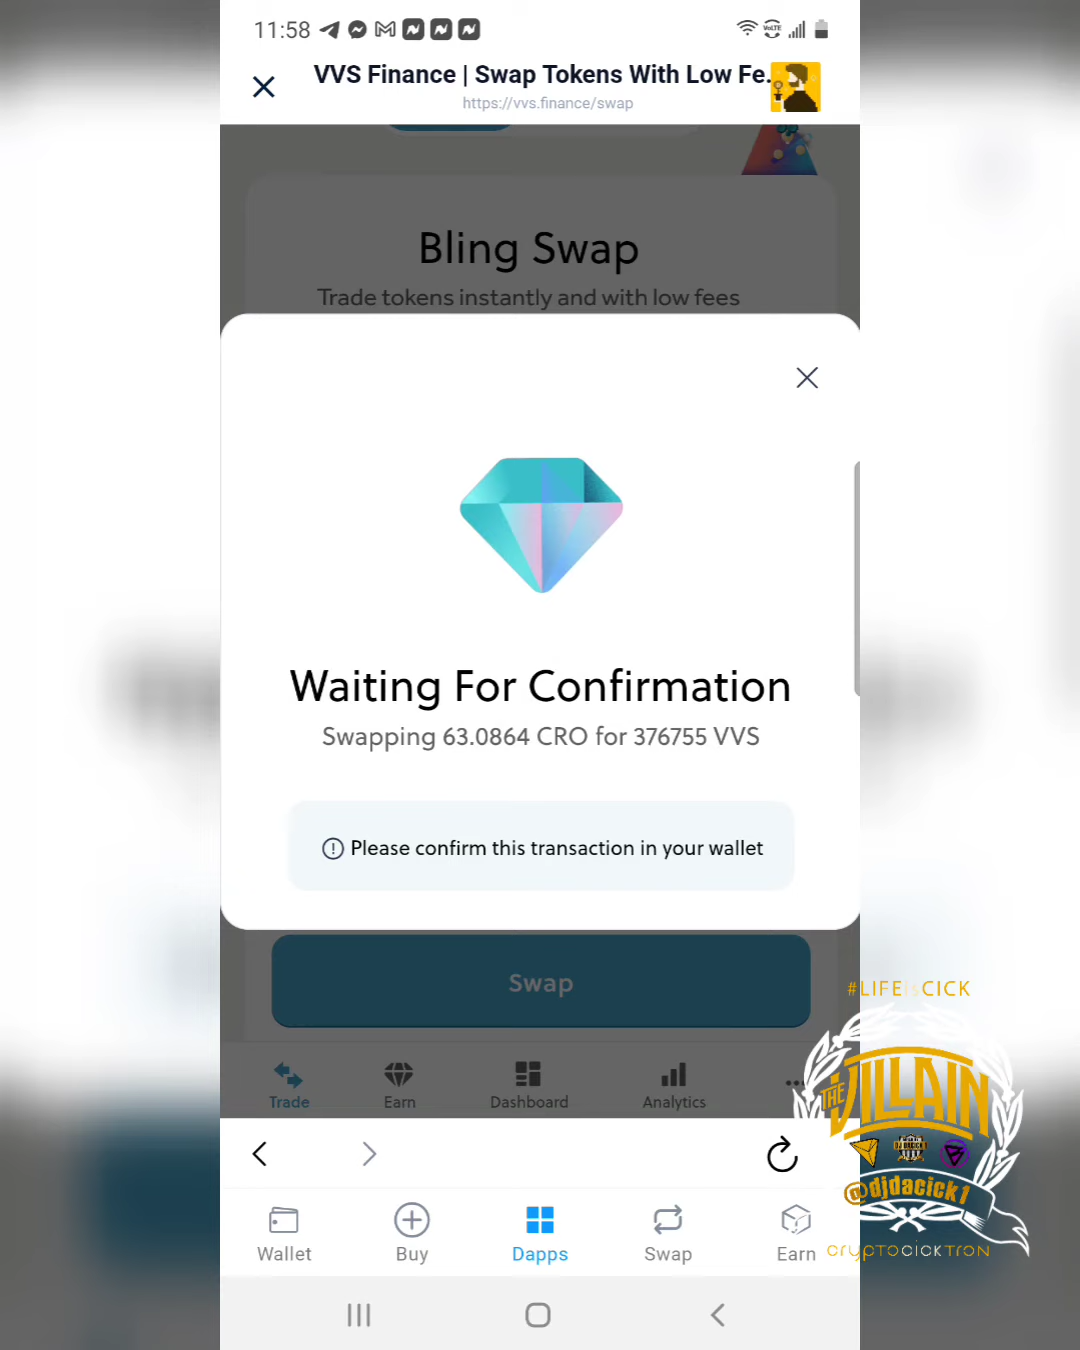 11:58
VoLTE
VVS Finance | Swap Tokens With Low Fe...
https://vvs.finance/swap
Bling Swap
Trade tokens instantly and with low fees
Waiting For Confirmation
Swapping 63.0864 CRO for 376755 VVS
Please confirm this transaction in your wallet
Swap
Trade
Earn
Dashboard
Analytics
Wallet
Buy
Dapps
Swap
Earn
#LIFEisCICK
THE VILLAIN
@djdacick1
CRYPTOCICKTRON